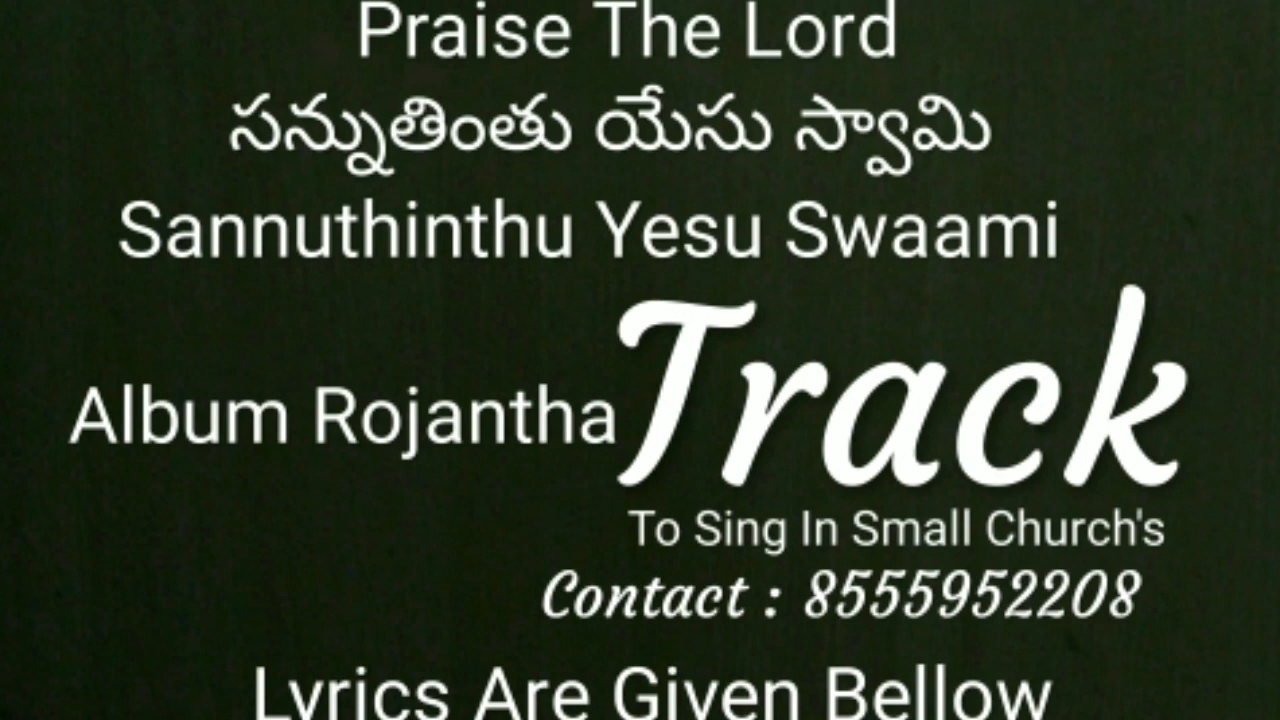 Praise The Lord
సన్నుతింతు యేసు స్వామి
Sannuthinthu Yesu Swaami
Album Rojantha Track
To Sing In Small Church's
Contact : 8555952208
Lyrics Are Given Bellow